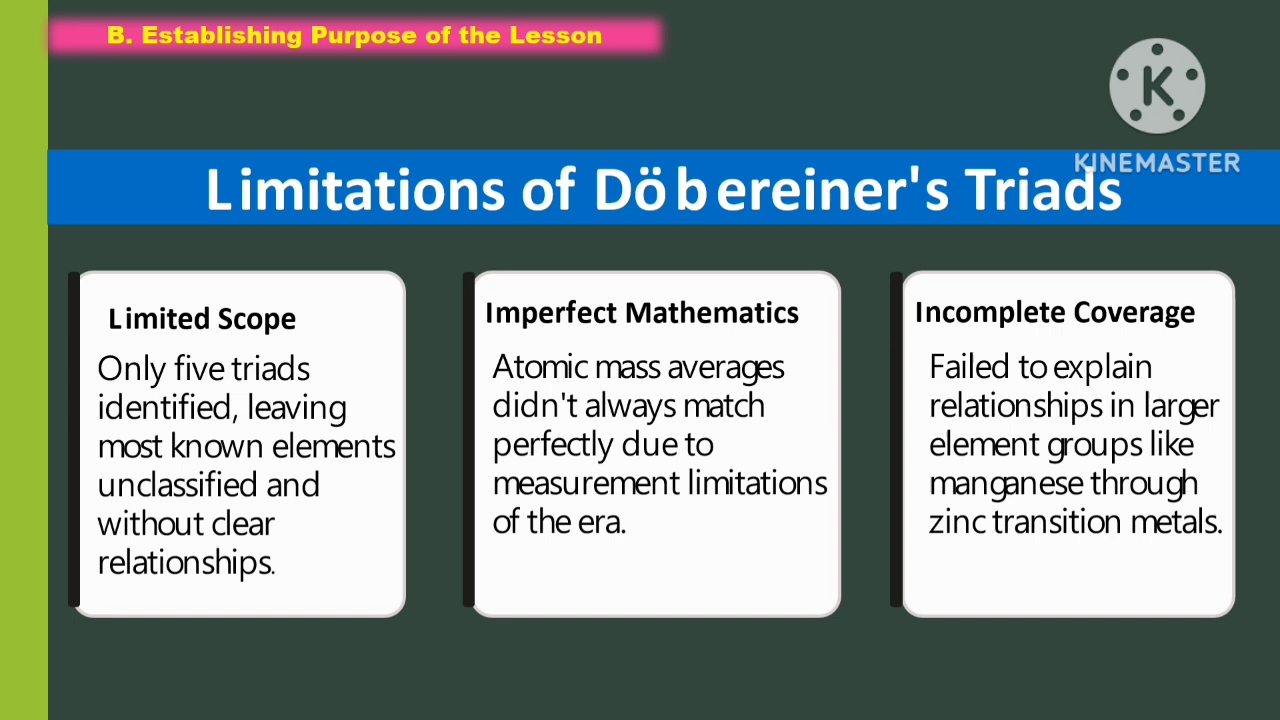 B. Establishing Purpose of the Lesson
K
KINEMASTER
Limitations of Döbereiner's Triads
Limited Scope
Only five triads
identified, leaving
most known elements
unclassified and
without clear
relationships.
Imperfect Mathematics
Atomic mass averages
didn't always match
perfectly due to
measurement limitations
of the era.
Incomplete Coverage
Failed to explain
relationships in larger
element groups like
manganese through
zinc transition metals.